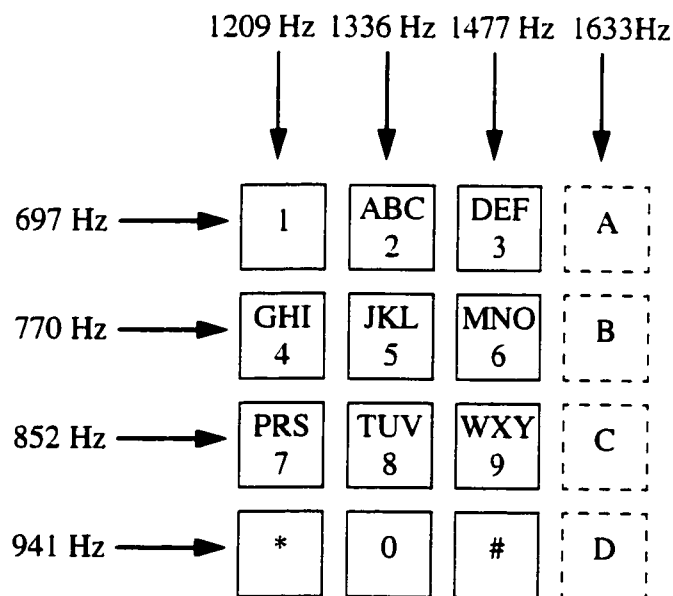 1209 Hz 1336 Hz 1477 Hz 1633Hz
697 Hz 1 ABC 2 DEF 3 A
770 Hz GHI 4 JKL 5 MNO 6 B
852 Hz PRS 7 TUV 8 WXY 9 C
941 Hz * 0 # D